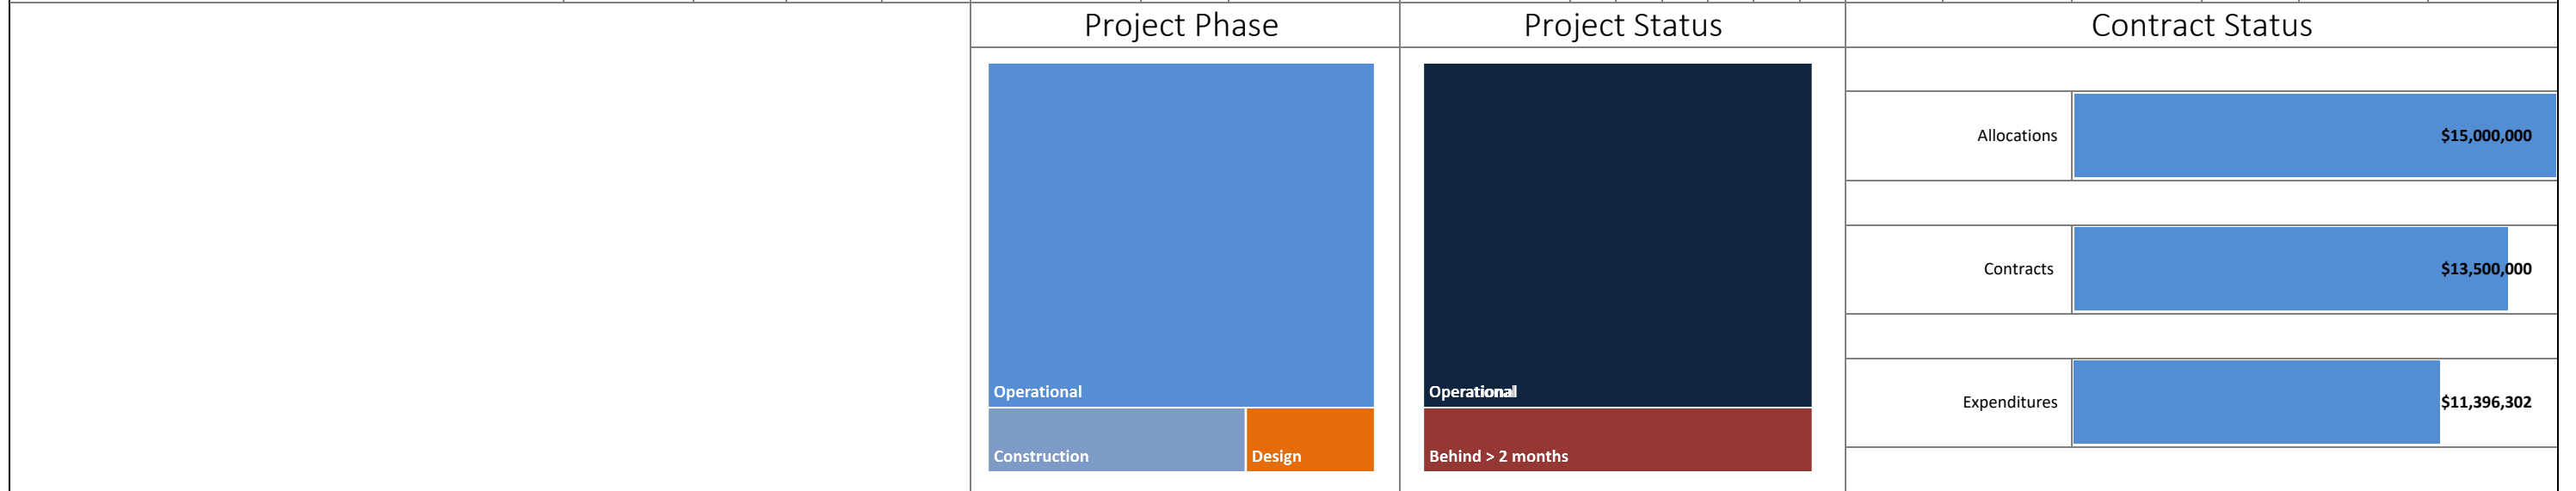 Project Phase
Project Status
Contract Status
Operational
Construction
Design
Operational
Behind > 2 months
Allocations
$15,000,000
Contracts
$13,500,000
Expenditures
$11,396,302